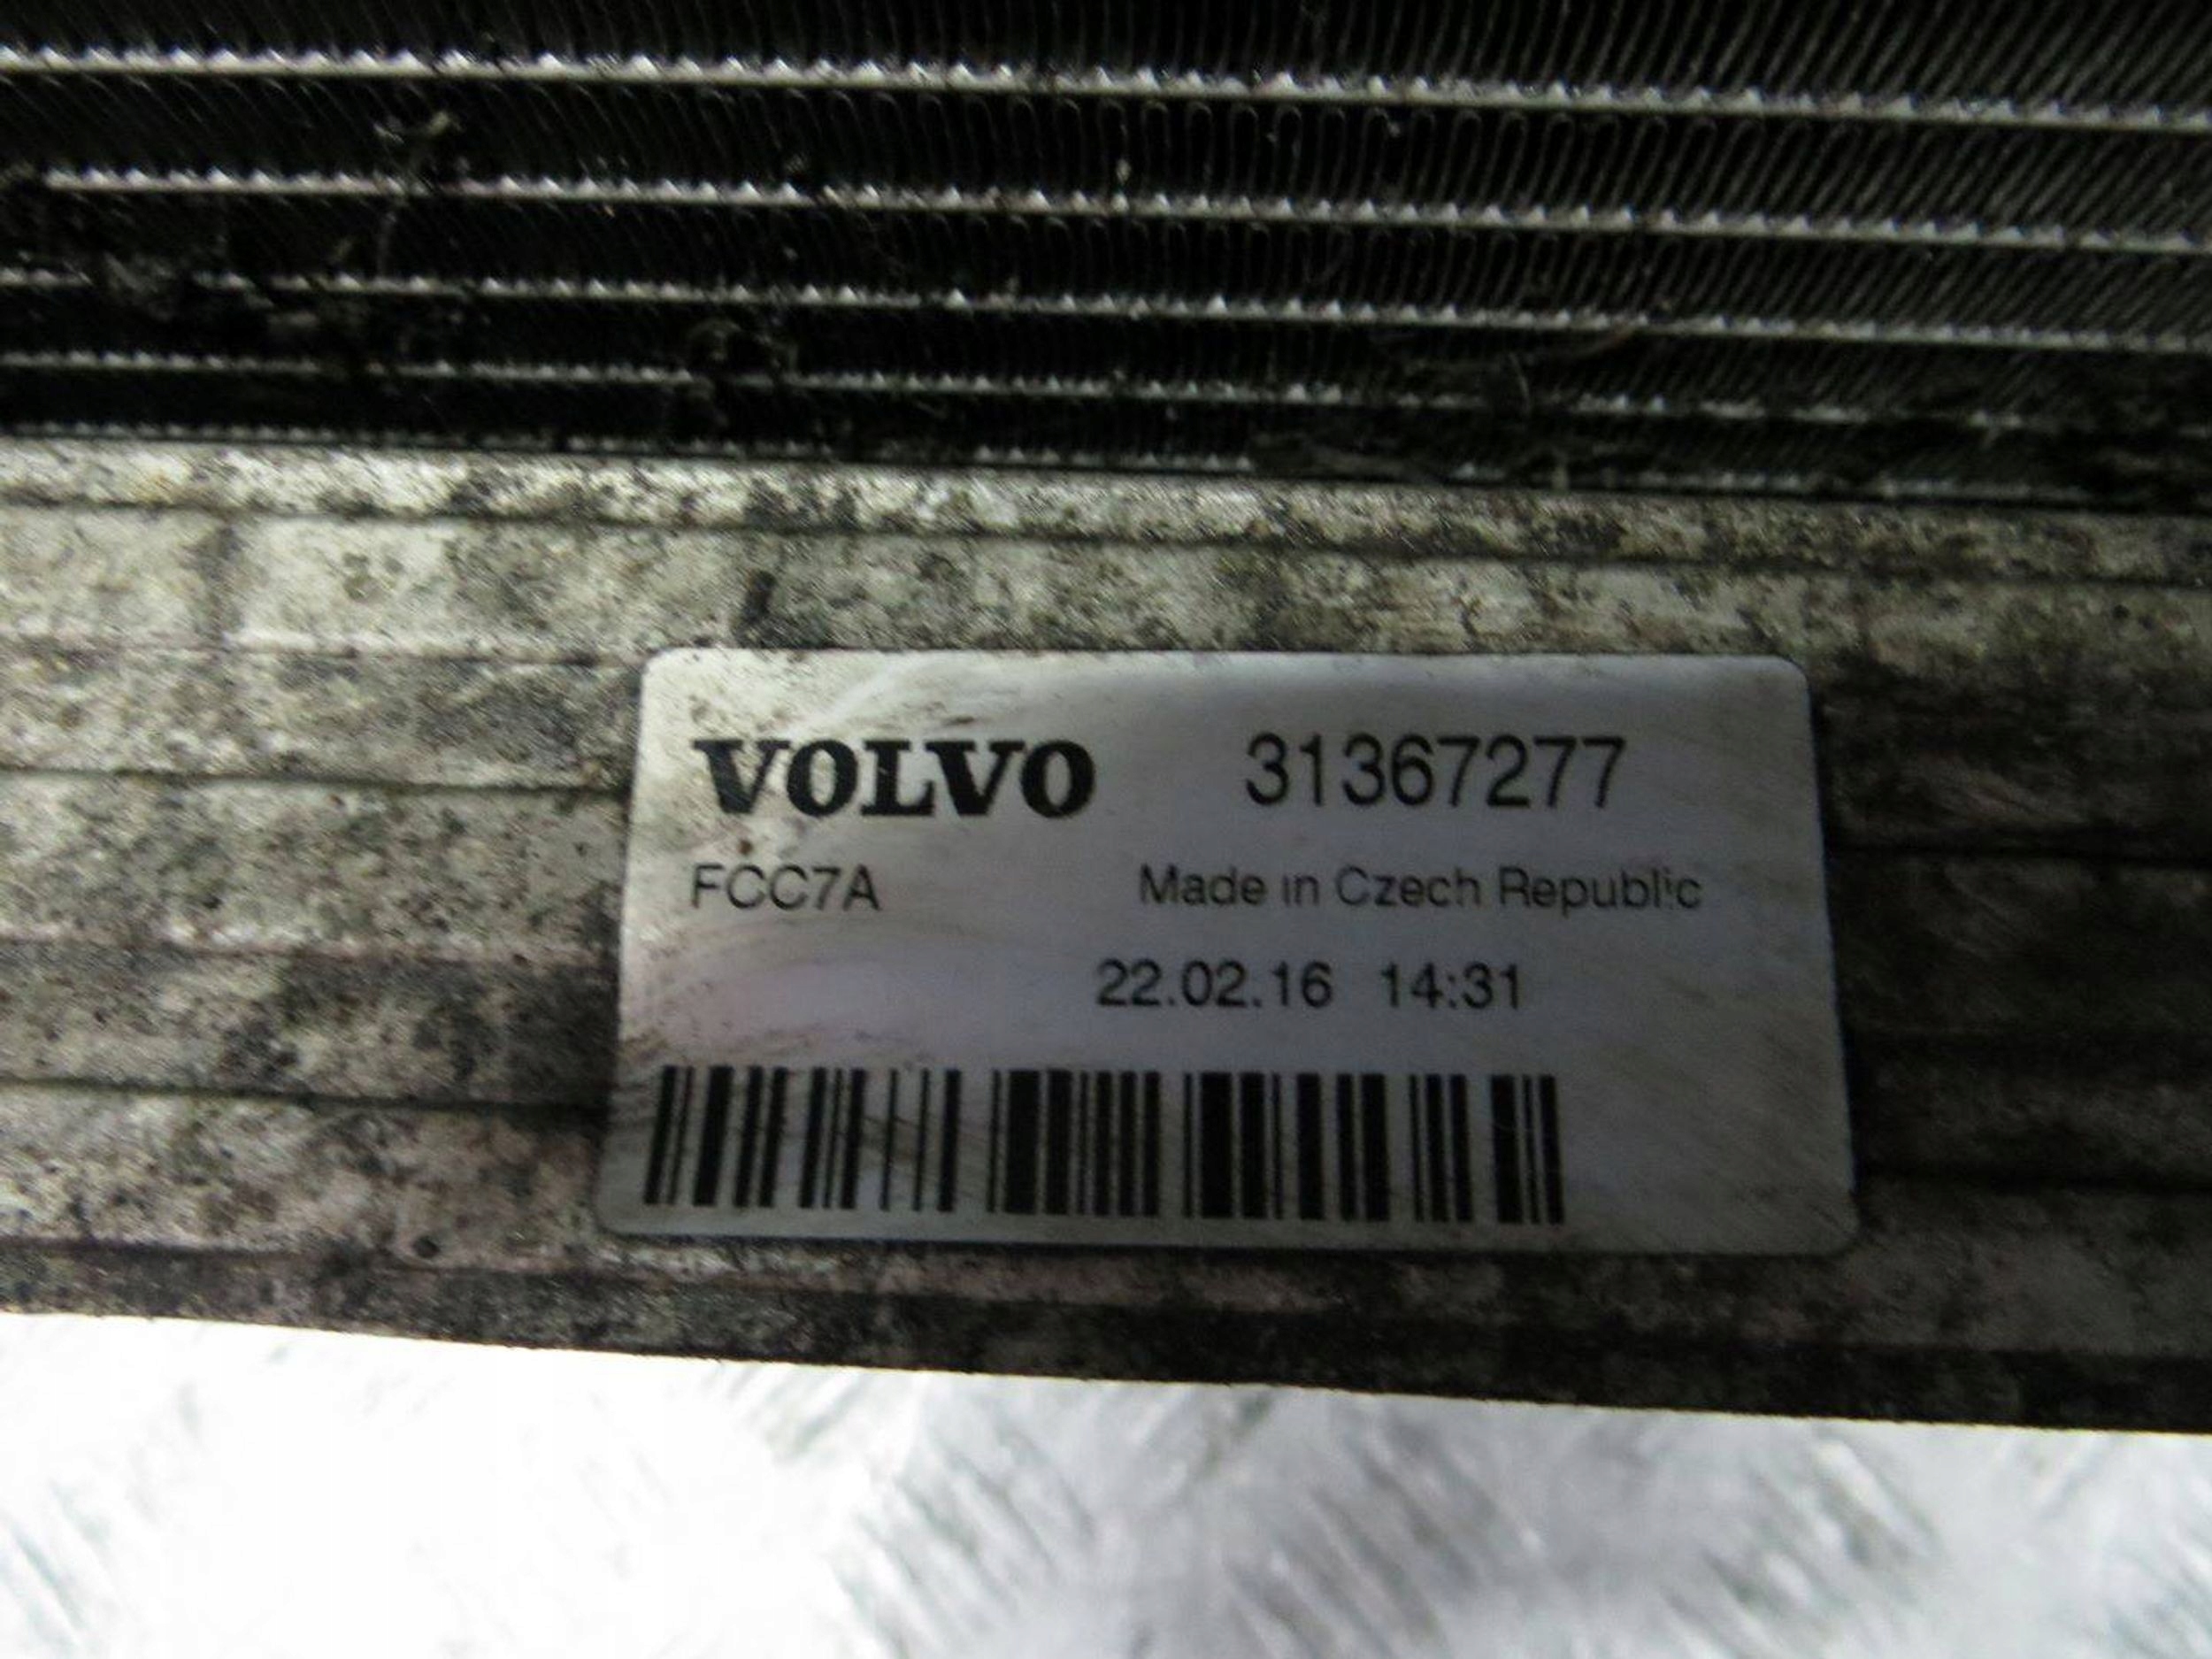 VOLVO 31367277
FCC7A Made in Czech Republic
22.02.16 14:31